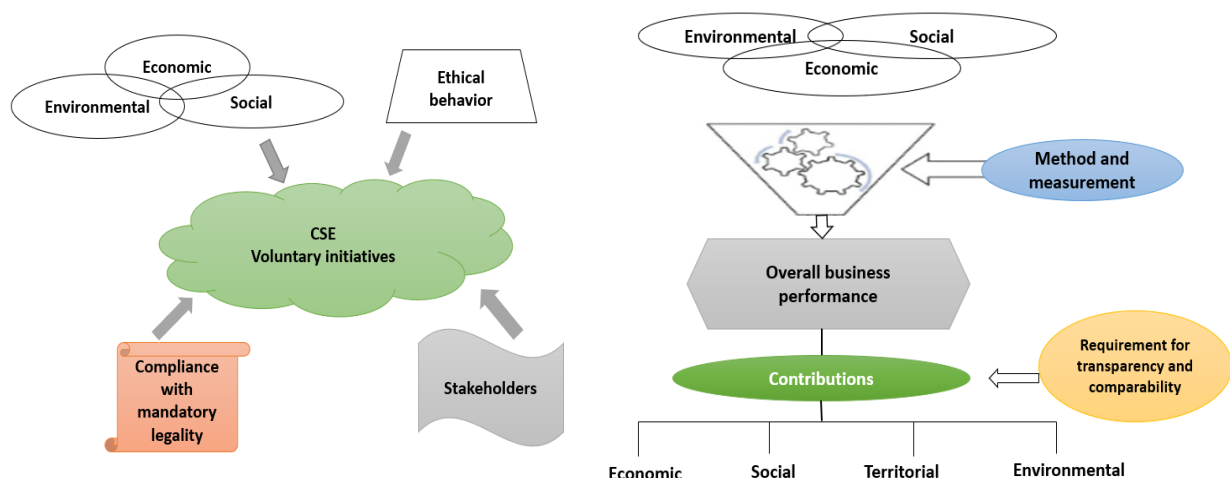 Economic
Environmental
Social
Ethical
behavior
CSE
Voluntary initiatives
Compliance
with
mandatory
legality
Stakeholders
Environmental
Social
Economic
Method and
measurement
Overall business
performance
Contributions
Requirement for
transparency and
comparability
Economic
Social
Territorial
Environmental